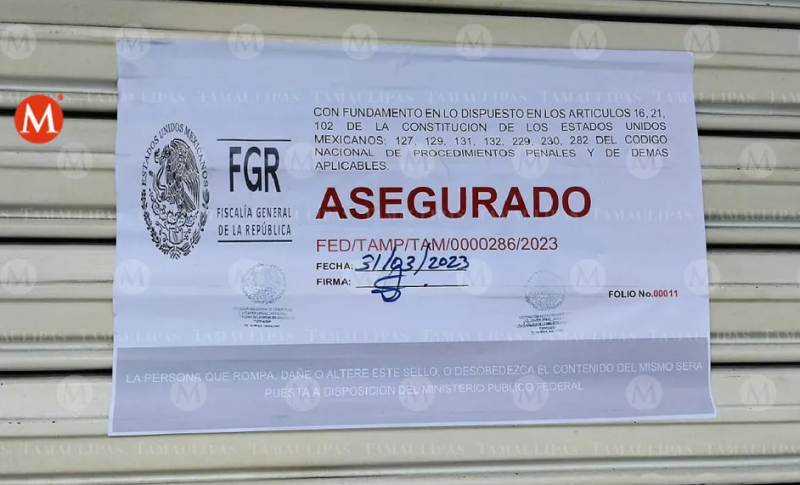 M
CON FUNDAMENTO EN LO DISPUESTO EN LOS ARTICULOS 16, 21,
102 DE LA CONSTITUCION DE LOS ESTADOS UNIDOS
MEXICANOS; 127, 129, 131, 132, 229, 230, 282 DEL CODIGO
NACIONAL DE PROCEDIMIENTOS PENALES Y DE DEMAS
APLICABLES.
ESTADOS UNIDOS MEXICANOS
FGR
FISCALÍA GENERAL
DE LA REPÚBLICA
ASEGURADO
FED/TAMP/TAM/0000286/2023
FECHA: 31/03/2023
FIRMA:
FOLIO No.00011
LA PERSONA QUE ROMPA, DAÑE O ALTERE ESTE SELLO, O DESOBEDEZCA EL CONTENIDO DEL MISMO SERA
PUESTA A DISPOSICIÓN DEL MINISTERIO PUBLICO FEDERAL
TAMAULIPAS